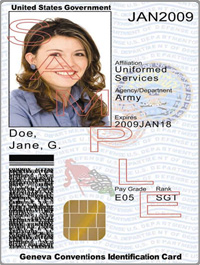 United States Government
JAN2009
Affiliation
Uniformed
Services
Agency/Department
Army
Expires
2009JAN18
Doe,
Jane, G.
Pay Grade
Rank
E05
SGT
SAMPLE
Geneva Conventions Identification Card